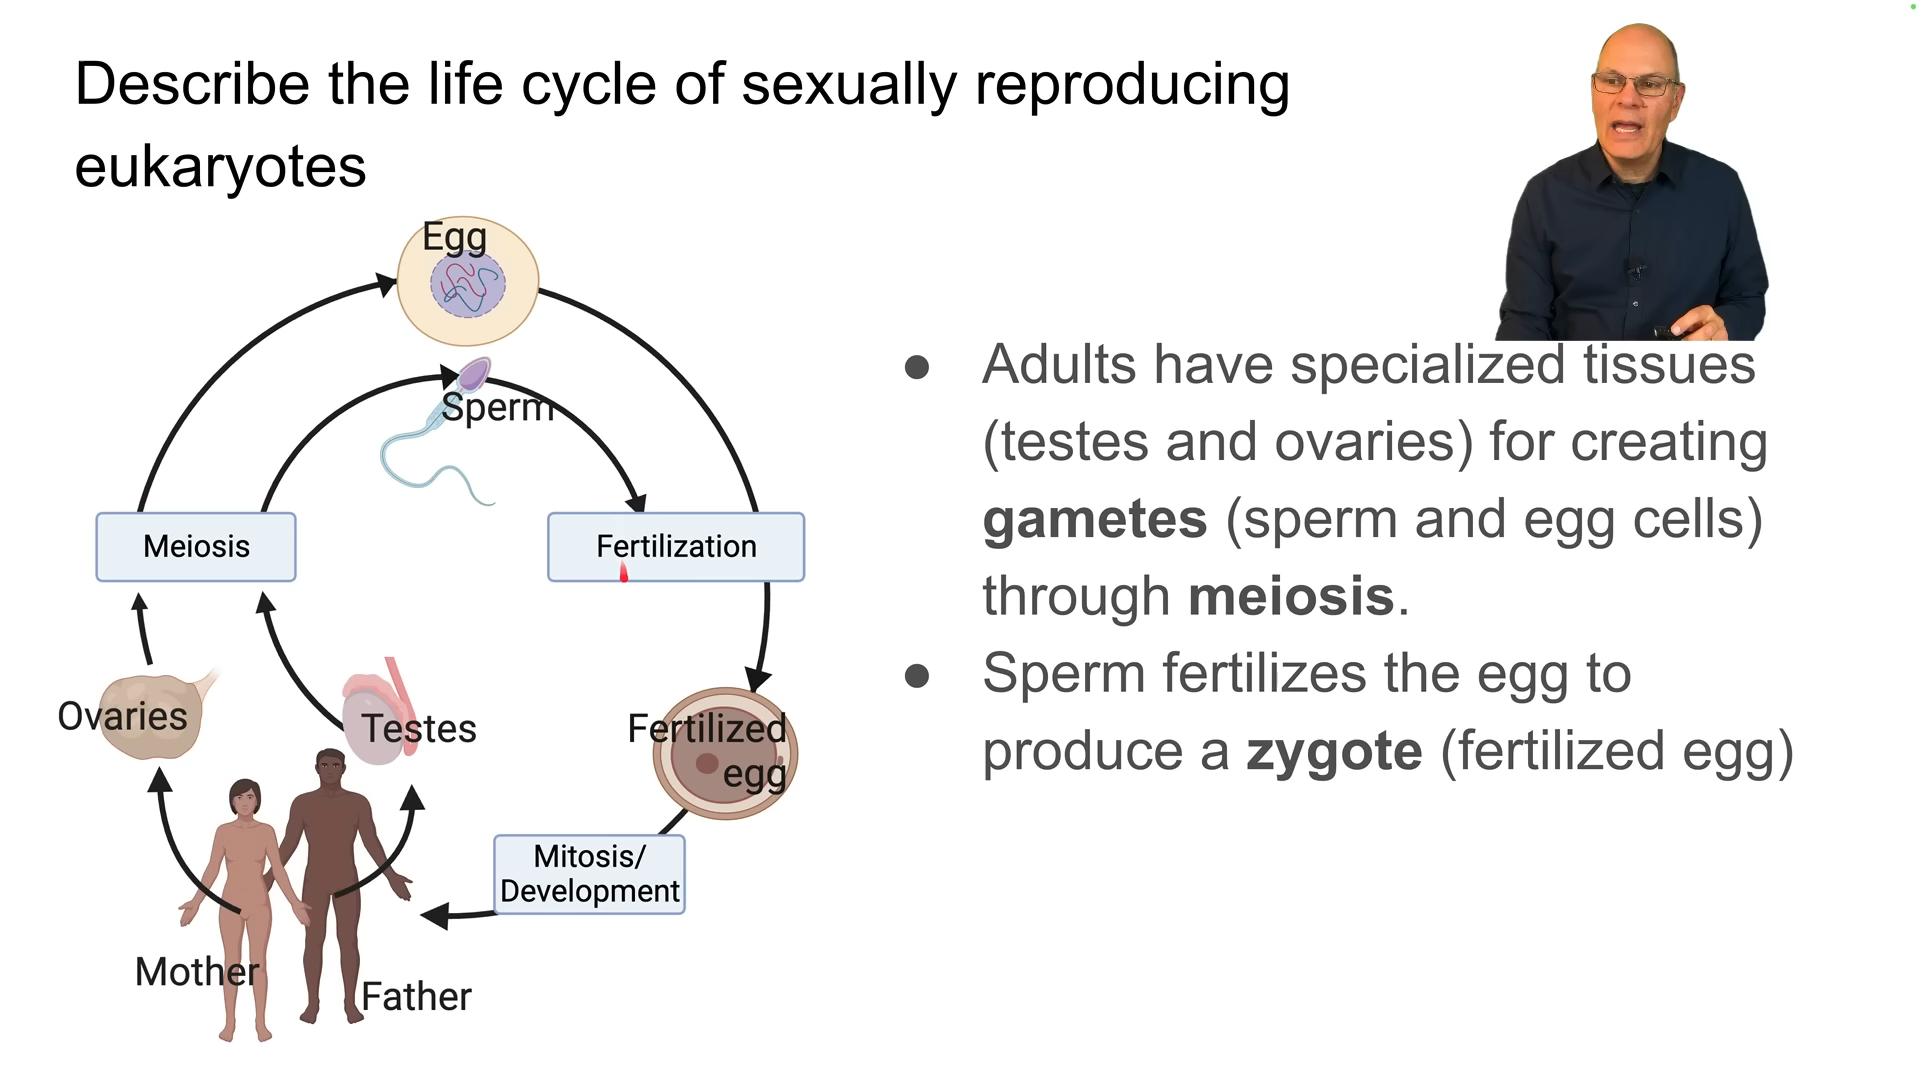 Describe the life cycle of sexually reproducing
eukaryotes
Egg
Sperm
Meiosis
Fertilization
Ovaries
Testes
Fertilized
egg
Mitosis/
Development
Mother
Father
● Adults have specialized tissues
(testes and ovaries) for creating
gametes (sperm and egg cells)
through meiosis.
● Sperm fertilizes the egg to
produce a zygote (fertilized egg)